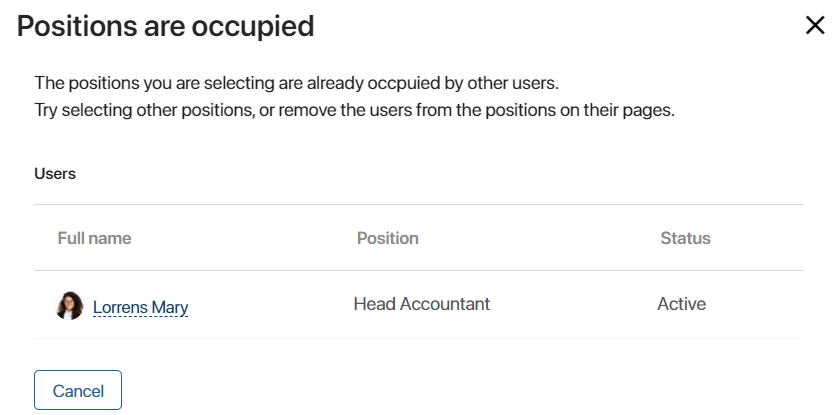 Positions are occupied
The positions you are selecting are already occpuied by other users.
Try selecting other positions, or remove the users from the positions on their pages.
Users
Full name Position Status
Lorrens Mary Head Accountant Active
Cancel